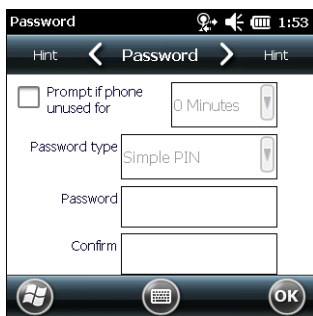 Password 1:53
Hint Password Hint
Prompt if phone
unused for
0 Minutes
Password type
Simple PIN
Password
Confirm
OK